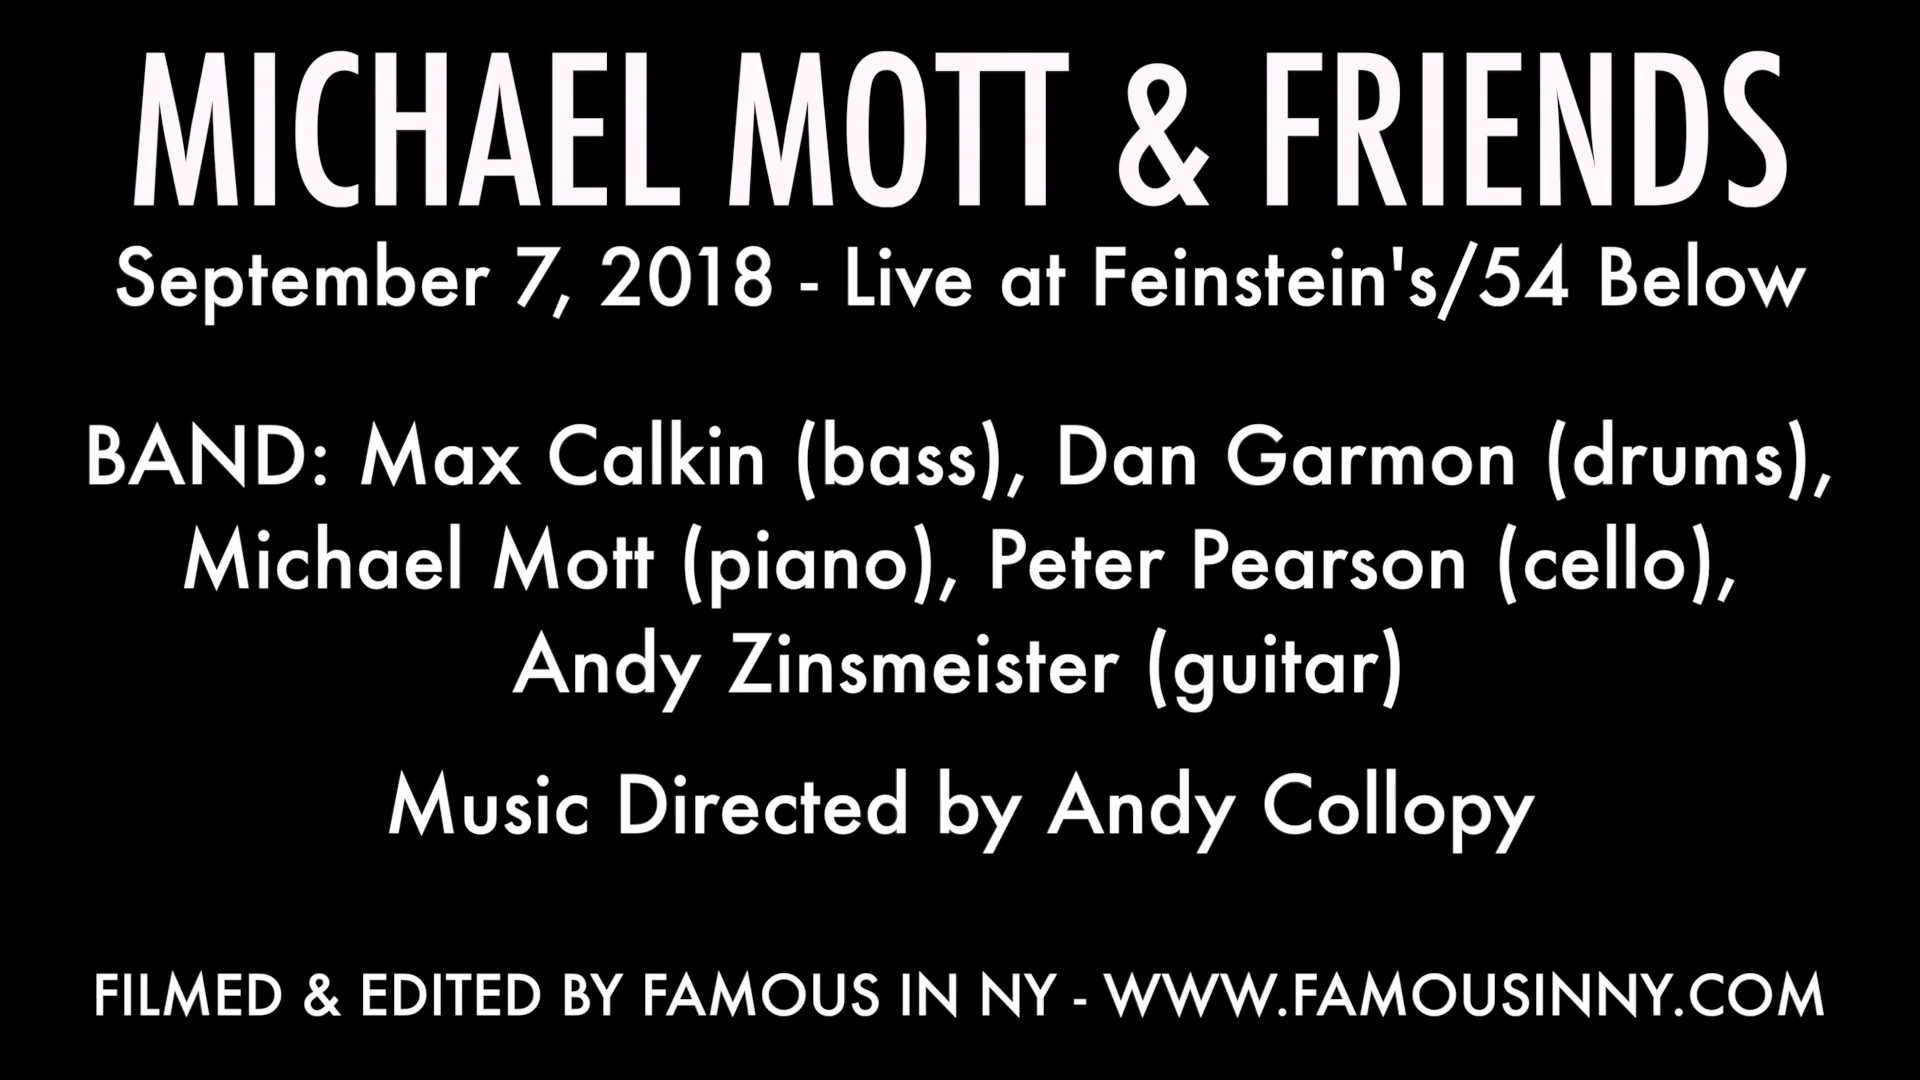 MICHAEL MOTT & FRIENDS
September 7, 2018 - Live at Feinstein's/54 Below
BAND: Max Calkin (bass), Dan Garmon (drums),
Michael Mott (piano), Peter Pearson (cello),
Andy Zinsmeister (guitar)
Music Directed by Andy Collopy
FILMED & EDITED BY FAMOUS IN NY - WWW.FAMOUSINNY.COM